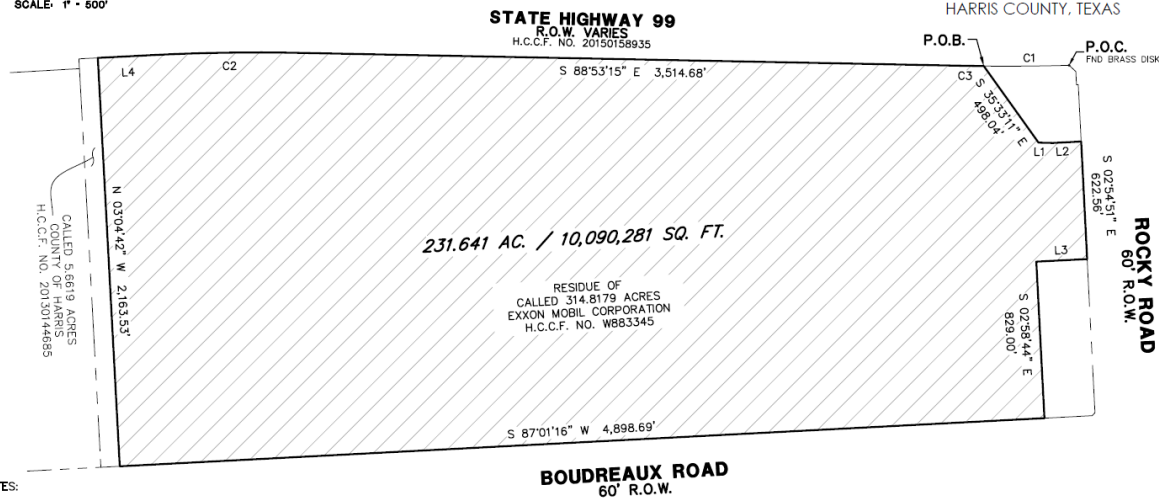 SCALE: 1" = 500'
HARRIS COUNTY, TEXAS
STATE HIGHWAY 99
R.O.W. VARIES
H.C.C.F. NO. 20150158935
P.O.B.
P.O.C.
FND BRASS DISK
C1
L4
C2
S 88°53'15" E 3,514.68'
C3
S 35°33'11" E
498.04'
L1 L2
S 02°54'51" E
622.56'
ROCKY ROAD
60' R.O.W.
L3
N 03°04'42" W 2,163.53'
CALLED 5.6619 ACRES
COUNTY OF HARRIS
H.C.C.F. NO. 20130144685
231.641 AC. / 10,090,281 SQ. FT.
RESIDUE OF
CALLED 314.8179 ACRES
EXXON MOBIL CORPORATION
H.C.C.F. NO. W883345
S 02°58'44" E
829.00'
S 87°01'16" W 4,898.69'
BOUDREAUX ROAD
60' R.O.W.
TES: